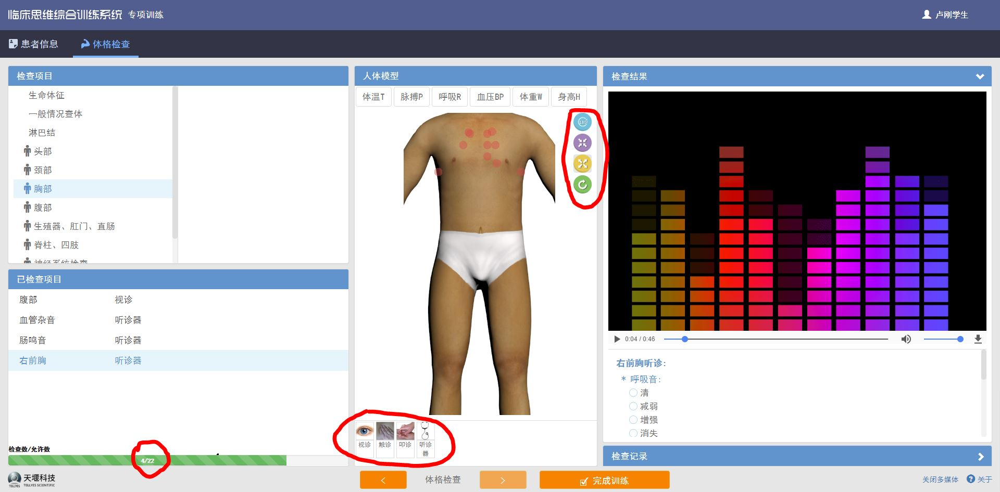 临床思维综合训练系统 专项训练
卢刚学生
患者信息
体格检查
检查项目
生命体征
一般情况查体
淋巴结
头部
颈部
胸部
腹部
生殖器、肛门、直肠
脊柱、四肢
神经系统检查
已检查项目
腹部 视诊
血管杂音 听诊器
肠鸣音 听诊器
右前胸 听诊器
检查数/允许数
4/22
人体模型
体温T 脉搏P 呼吸R 血压BP 体重W 身高H
180
视诊 触诊 叩诊 听诊器
检查结果
0:04 / 0:46
右前胸听诊:
* 呼吸音:
清
减弱
增强
消失
检查记录
天堰科技
TELLYES SCIENTIFIC
TELLYES
< 体格检查 >
完成训练
关闭多媒体
? 关于